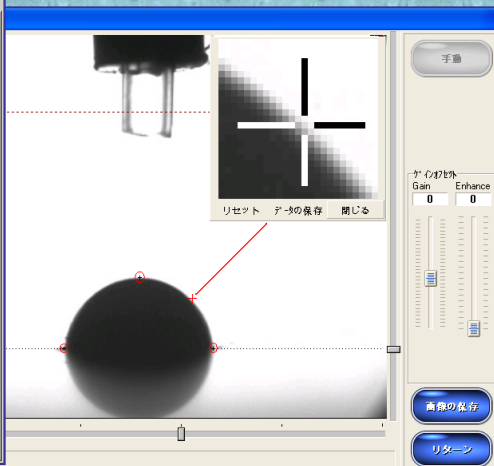 手動
リセット データの保存 閉じる
ゲインオフセット
Gain Enhance
0 0
画像の保存
リターン